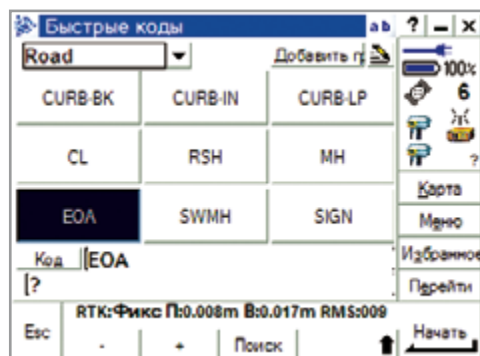 Быстрые коды ab ? – x
Road Добавить г
100%
CURB-BK CURB-IN CURB-LP
6
CL RSH MH
?
Карта
EOA SWMH SIGN
Меню
Код EOA
Избранное
?
Перейти
RTK:Фикс П:0.008m В:0.017m RMS:009
Esc - + Поиск Начать